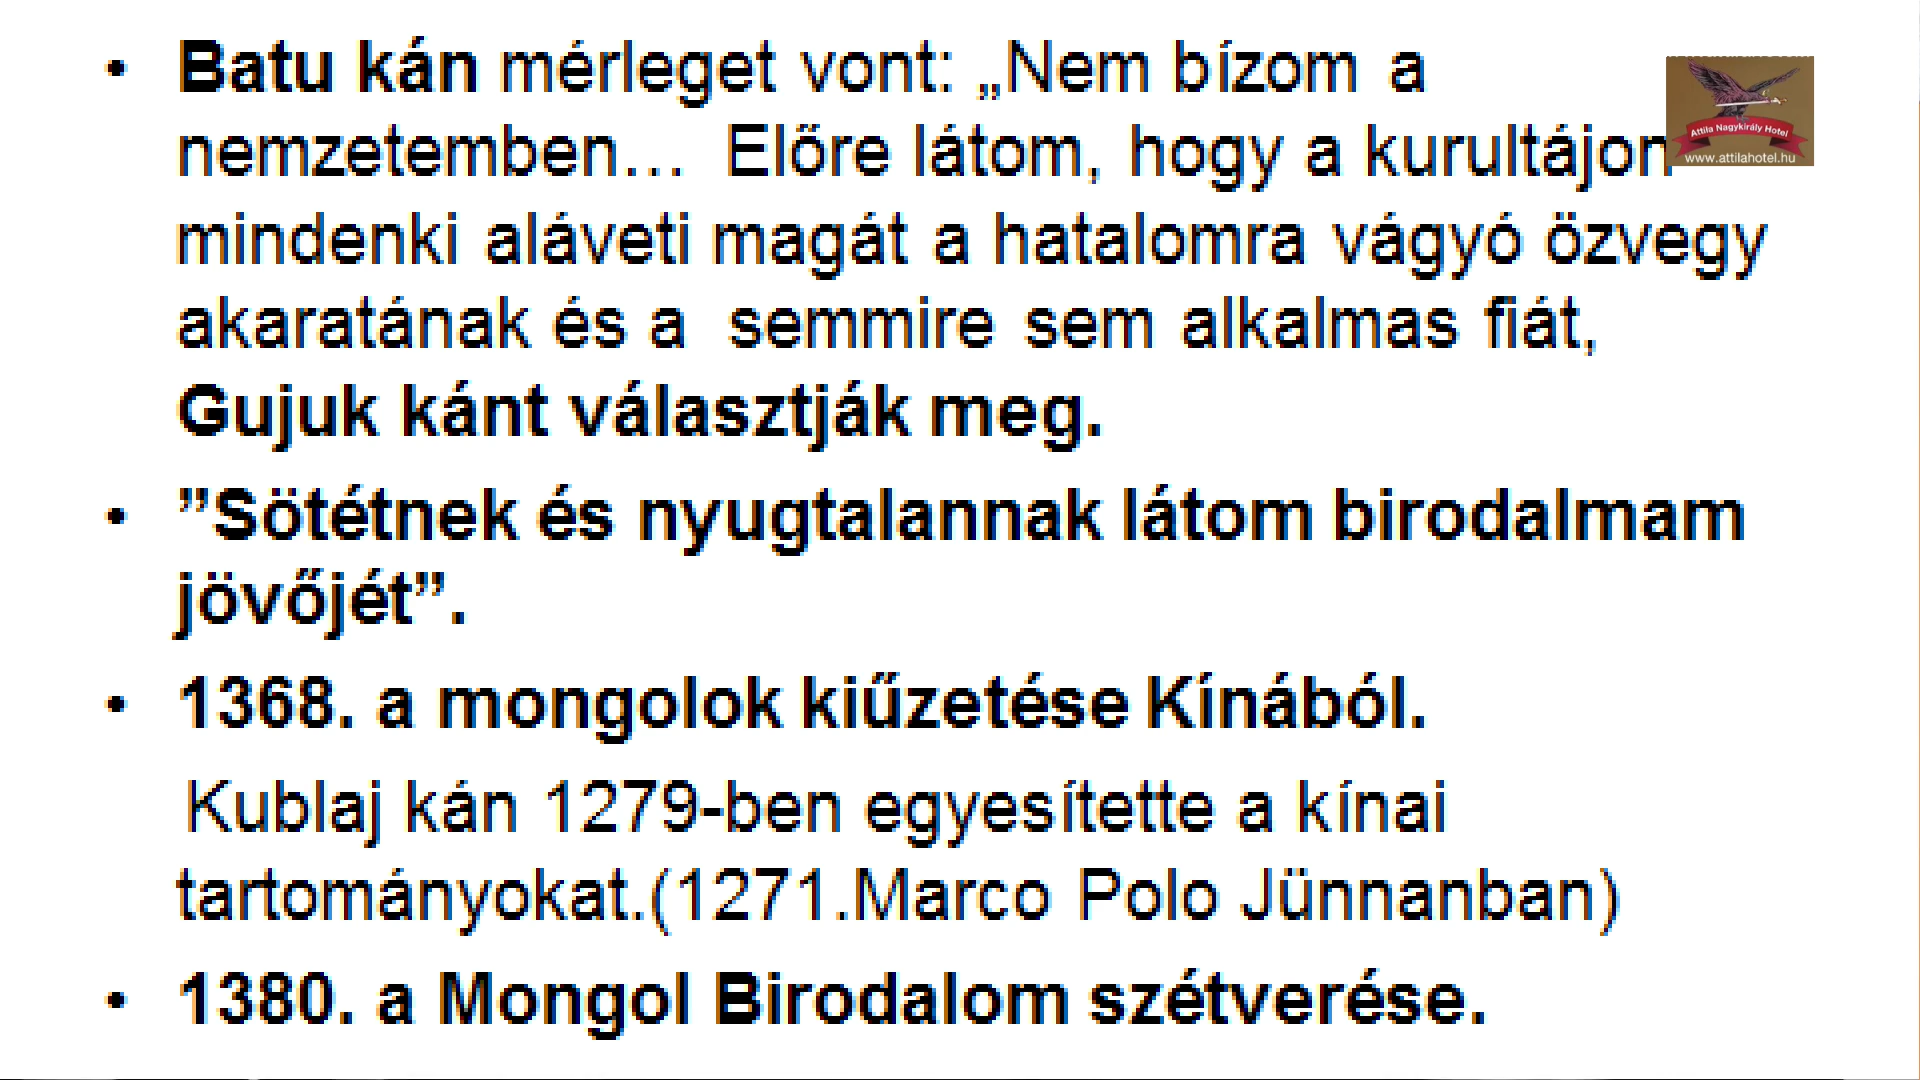 • Batu kán mérleget vont: „Nem bízom a
nemzetemben… Előre látom, hogy a kurultájon
mindenki aláveti magát a hatalomra vágyó özvegy
akaratának és a semmire sem alkalmas fiát,
Gujuk kánt választják meg.
• ”Sötétnek és nyugtalannak látom birodalmam
jövőjét”.
• 1368. a mongolok kiűzetése Kínából.
Kublaj kán 1279-ben egyesítette a kínai
tartományokat.(1271.Marco Polo Jünnanban)
• 1380. a Mongol Birodalom szétverése.
Attila Nagykirály Hotel
www.attilahotel.hu